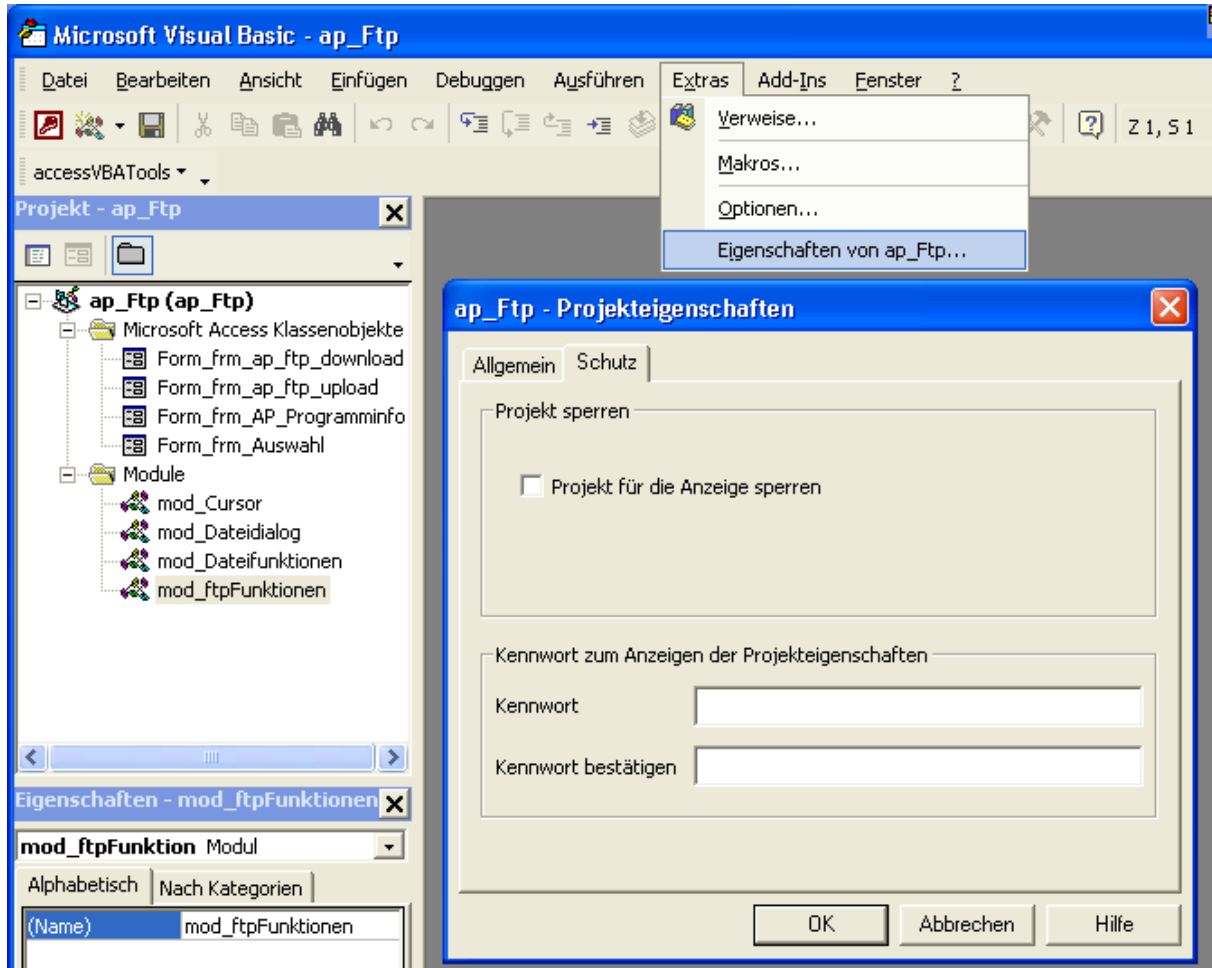 Microsoft Visual Basic - ap_Ftp
Datei Bearbeiten Ansicht Einfügen Debuggen Ausführen Extras Add-Ins Fenster ?
Z 1, S 1
Verweise...
Makros...
Optionen...
Eigenschaften von ap_Ftp...
accessVBATools
Projekt - ap_Ftp
ap_Ftp (ap_Ftp)
Microsoft Access Klassenobjekte
Form_frm_ap_ftp_download
Form_frm_ap_ftp_upload
Form_frm_AP_Programminfo
Form_frm_Auswahl
Module
mod_Cursor
mod_Dateidialog
mod_Dateifunktionen
mod_ftpFunktionen
Eigenschaften - mod_ftpFunktionen
mod_ftpFunktion Modul
Alphabetisch Nach Kategorien
(Name) mod_ftpFunktionen
ap_Ftp - Projekteigenschaften
Allgemein Schutz
Projekt sperren
Projekt für die Anzeige sperren
Kennwort zum Anzeigen der Projekteigenschaften
Kennwort
Kennwort bestätigen
OK Abbrechen Hilfe